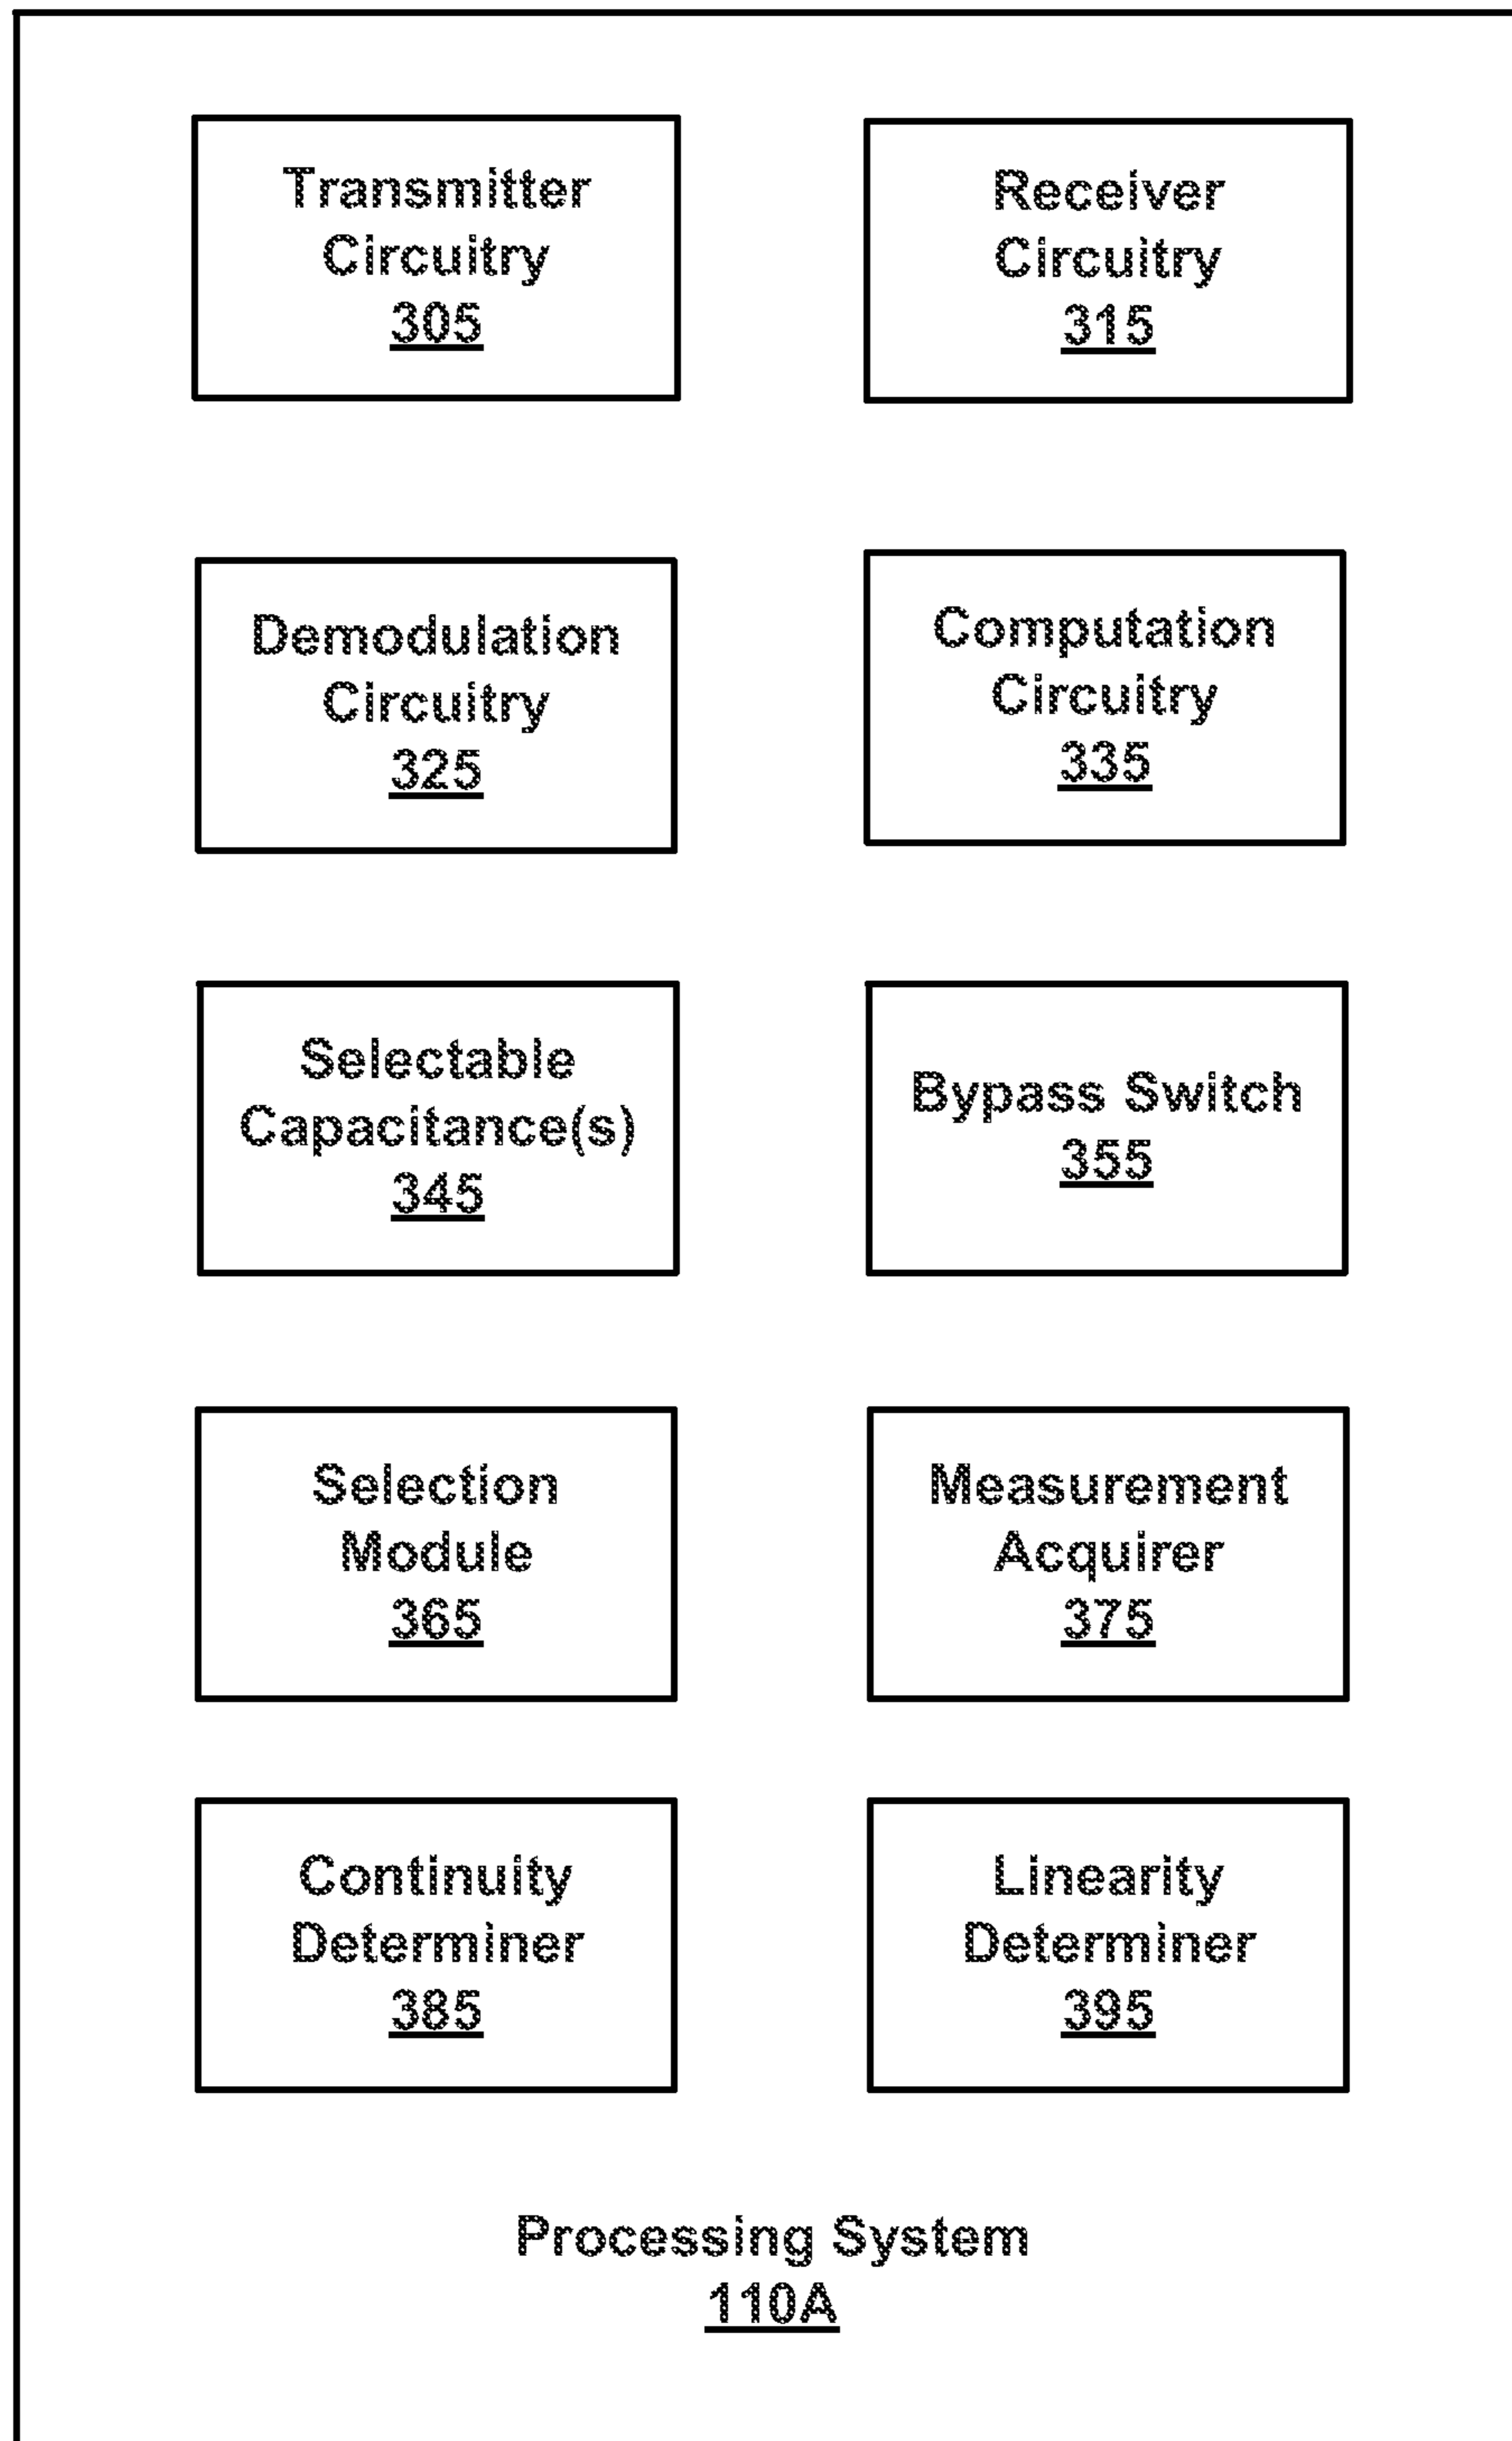 Transmitter
Circuitry
305
Receiver
Circuitry
315
Demodulation
Circuitry
325
Computation
Circuitry
335
Selectable
Capacitance(s)
345
Bypass Switch
355
Selection
Module
365
Measurement
Acquirer
375
Continuity
Determiner
385
Linearity
Determiner
395
Processing System
110A